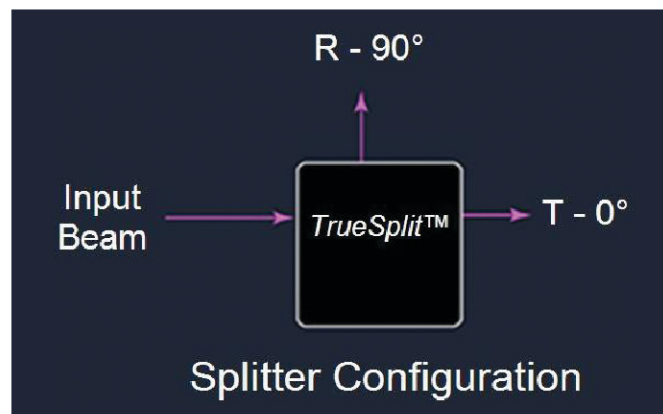 R - 90°
Input
Beam
TrueSplit™
T - 0°
Splitter Configuration